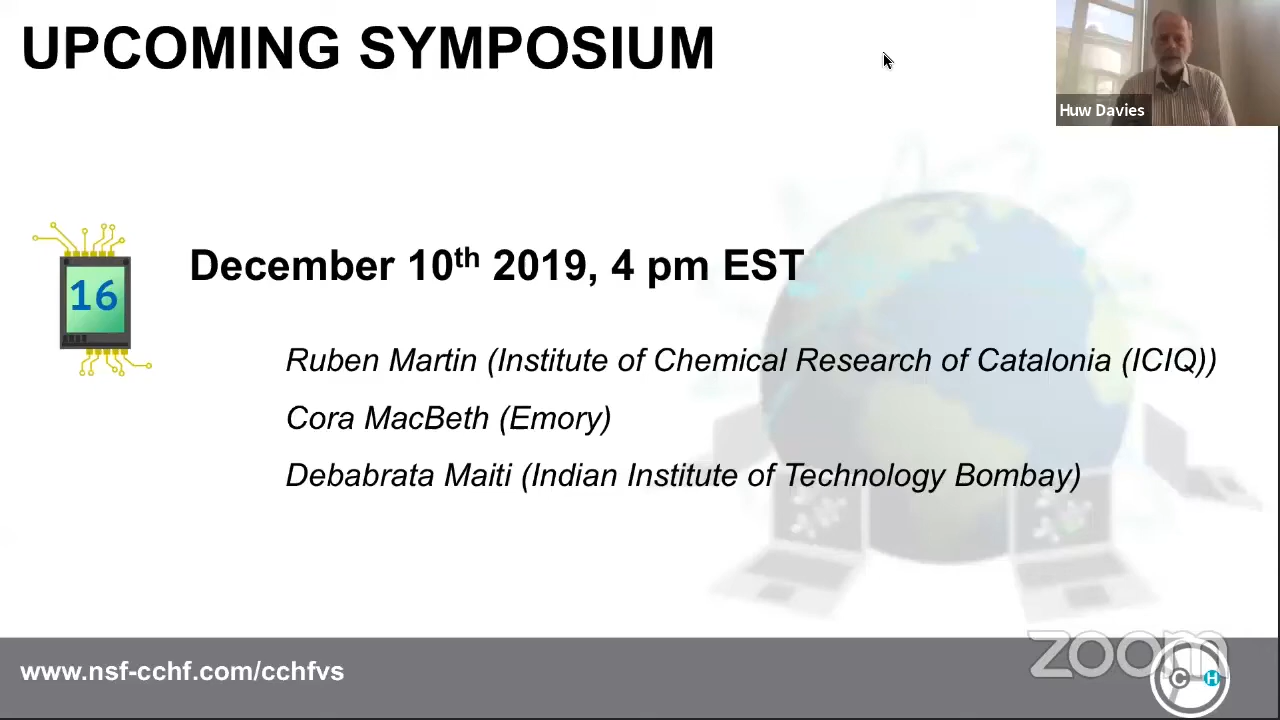 UPCOMING SYMPOSIUM
Huw Davies
16
December 10th 2019, 4 pm EST
Ruben Martin (Institute of Chemical Research of Catalonia (ICIQ))
Cora MacBeth (Emory)
Debabrata Maiti (Indian Institute of Technology Bombay)
www.nsf-cchf.com/cchfvs
zoom
C H